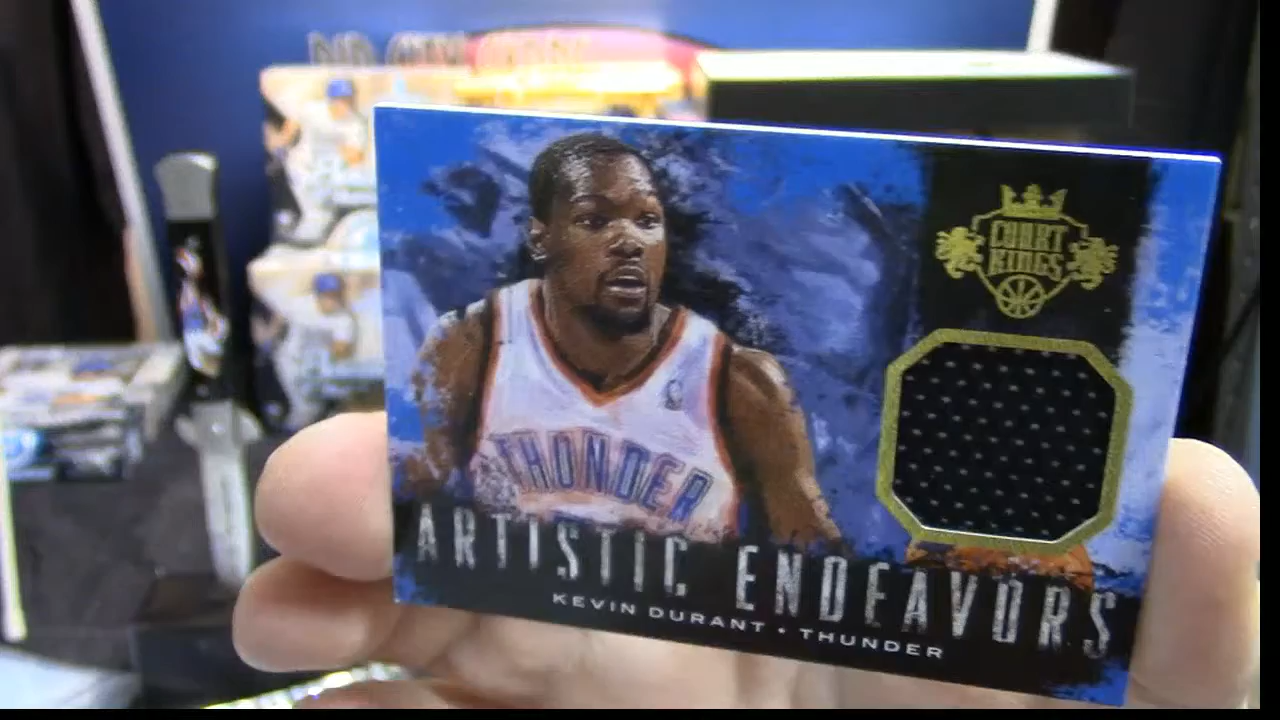 COURT
KINGS
THUNDER
ARTISTIC ENDEAVORS
KEVIN DURANT • THUNDER